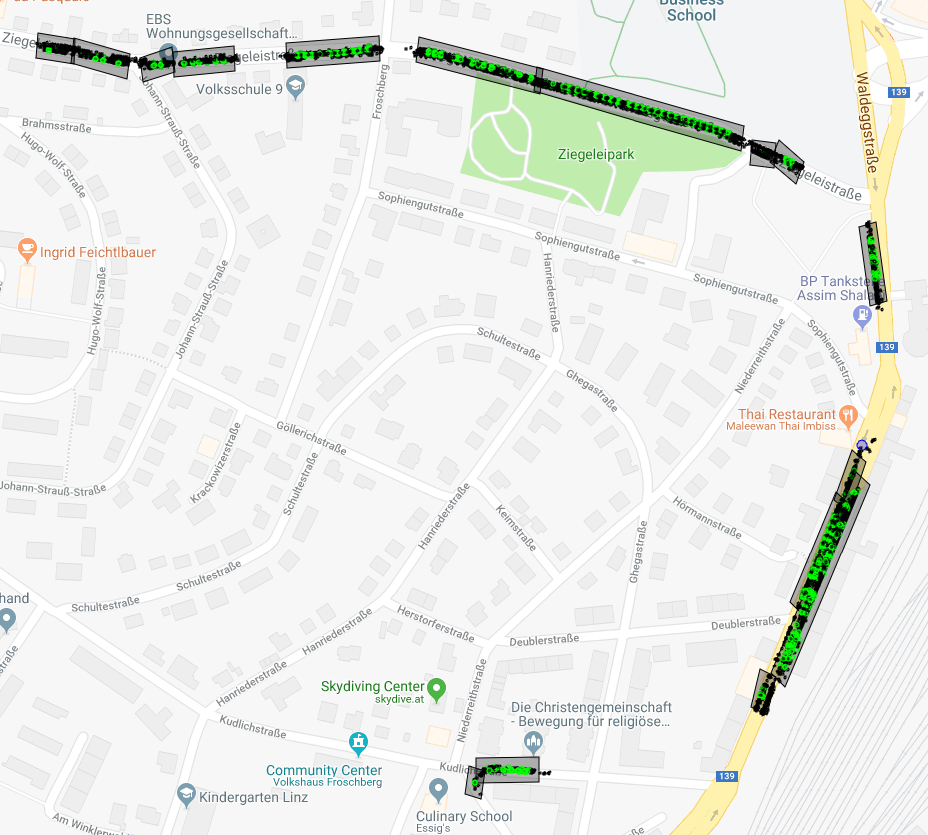 EBS
Wohnungsgesellschaft...
Business
School
Ziege
geleistr
139
Volksschule 9
Froschberg
Waldeggstraße
Brahmsstraße
Johann-Strauß-Straße
Hugo-Wolf-Straße
Ziegeleipark
geleistraße
Sophiengutstraße
Sophiengutstraße
Ingrid Feichtlbauer
Hanriederstraße
Sophiengutstraße
BP Tankste
Assim Shala
Hugo-Wolf-Straße
Johann-Strauß-Straße
Schultestraße
Niederreithstraße
Sophiengutstraße
139
Ghegastraße
Thai Restaurant
Maleewan Thai Imbiss
Göllerichstraße
Krackowizerstraße
Schultestraße
Johann-Strauß-Straße
Hanriederstraße
Keimstraße
Hörmannstraße
Ghegastraße
hand
Schultestraße
Schultestraße
Hanriederstraße
Herstorferstraße
Deublerstraße
Deublerstraße
straße
Hanriederstraße
Niederreithstraße
Skydiving Center
skydive.at
Die Christengemeinschaft
- Bewegung für religiöse...
Kudlichstraße
Community Center
Volkshaus Froschberg
Kudlich
139
Kindergarten Linz
Culinary School
Essig's
Am Winklerw